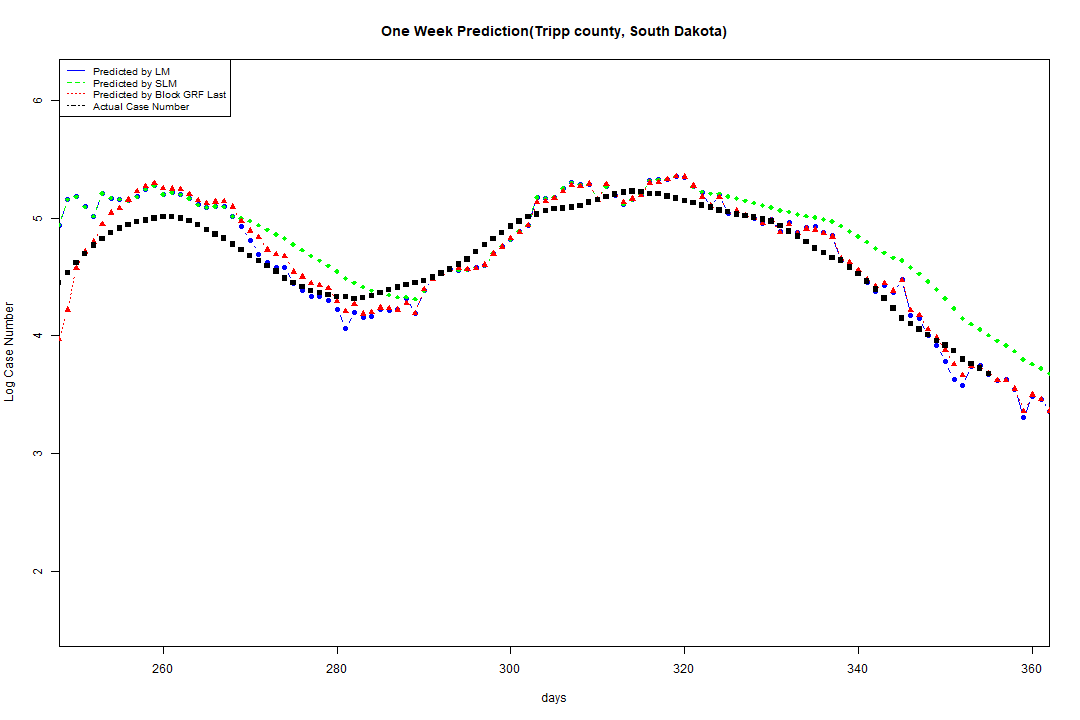 One Week Prediction(Tripp county, South Dakota)
Predicted by LM
Predicted by SLM
Predicted by Block GRF Last
Actual Case Number
6
5
4
3
2
Log Case Number
260 280 300 320 340 360
days